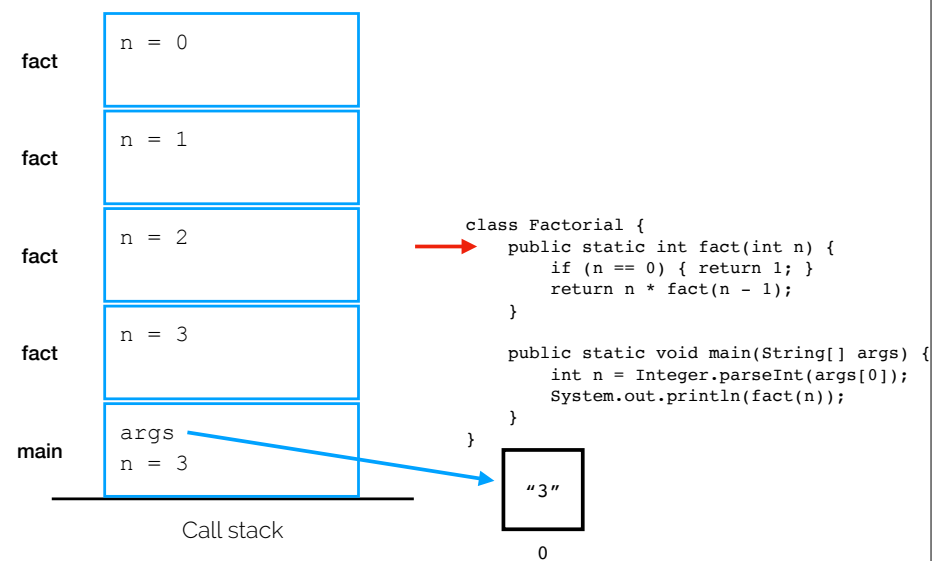 fact
n = 0
fact
n = 1
fact
n = 2
fact
n = 3
main
args
n = 3
Call stack
class Factorial {
    public static int fact(int n) {
        if (n == 0) { return 1; }
        return n * fact(n - 1);
    }

    public static void main(String[] args) {
        int n = Integer.parseInt(args[0]);
        System.out.println(fact(n));
    }
}
“3”
0